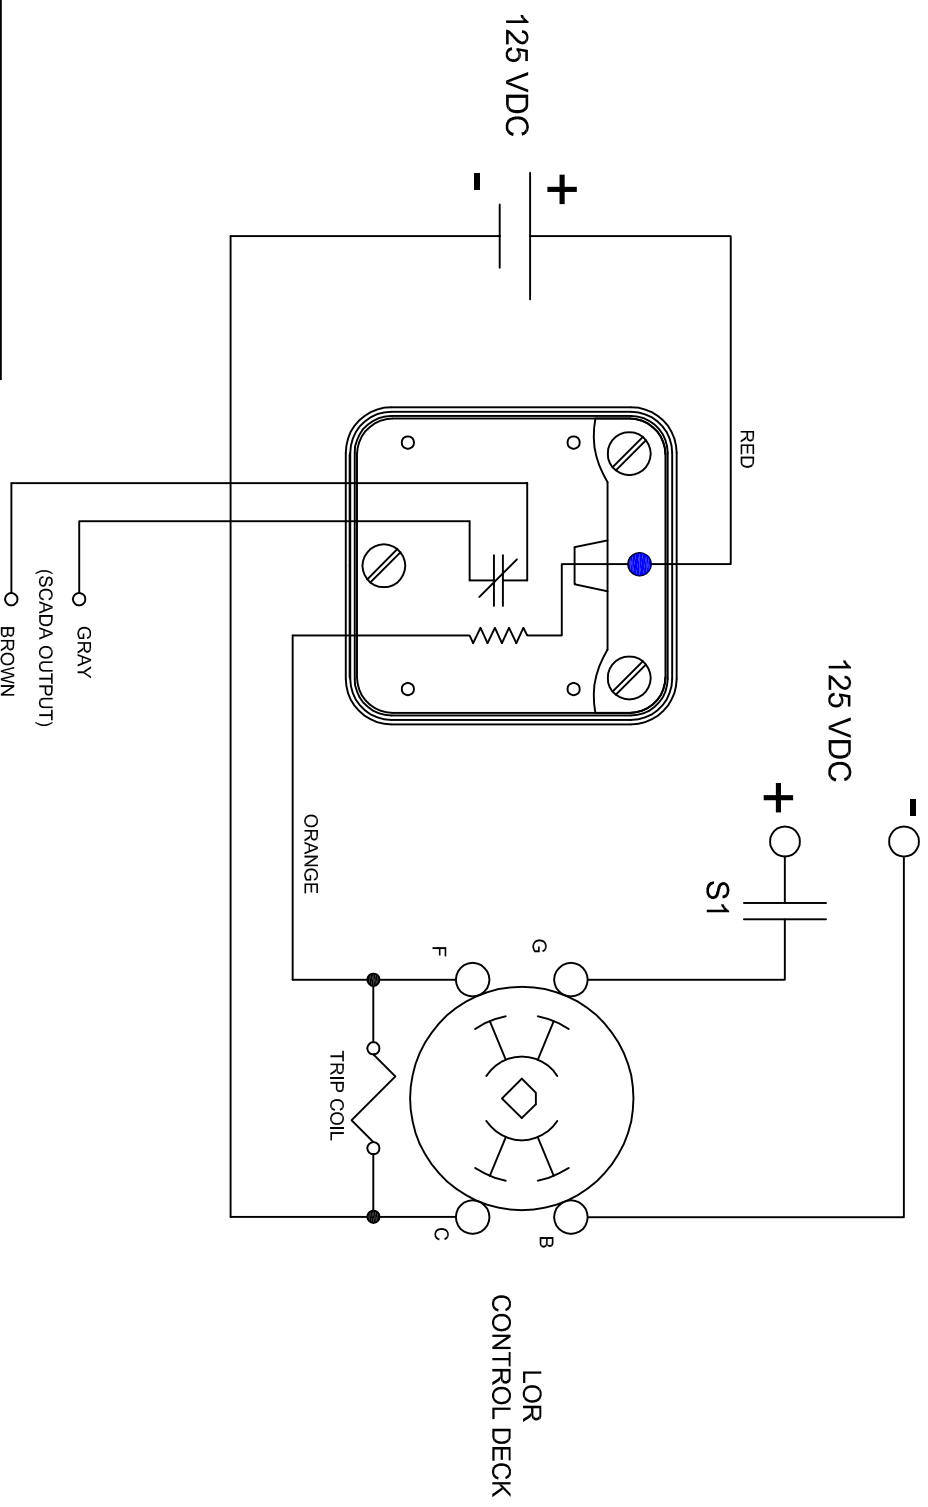 125 VDC
+
-
RED
125 VDC
-
+
S1
G
F
B
C
ORANGE
TRIP COIL
LOR
CONTROL DECK
GRAY
(SCADA OUTPUT)
BROWN